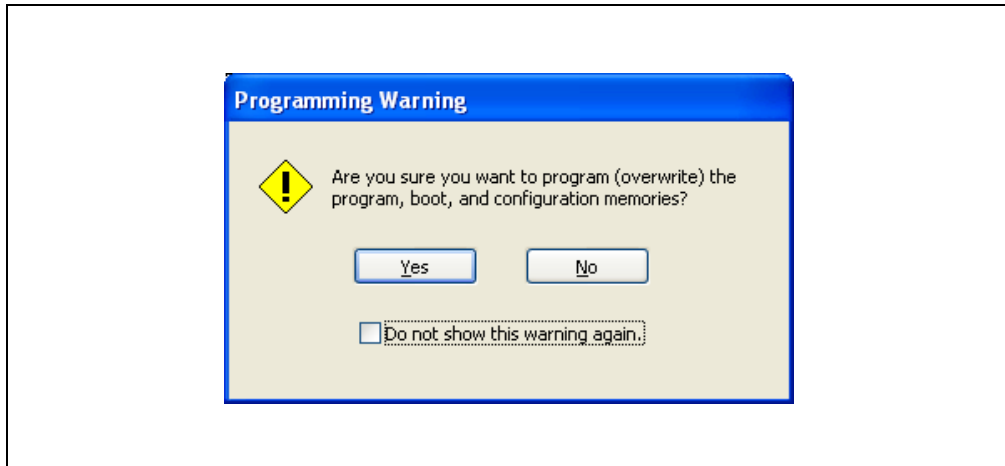 Programming Warning
Are you sure you want to program (overwrite) the
program, boot, and configuration memories?
Yes
No
Do not show this warning again.